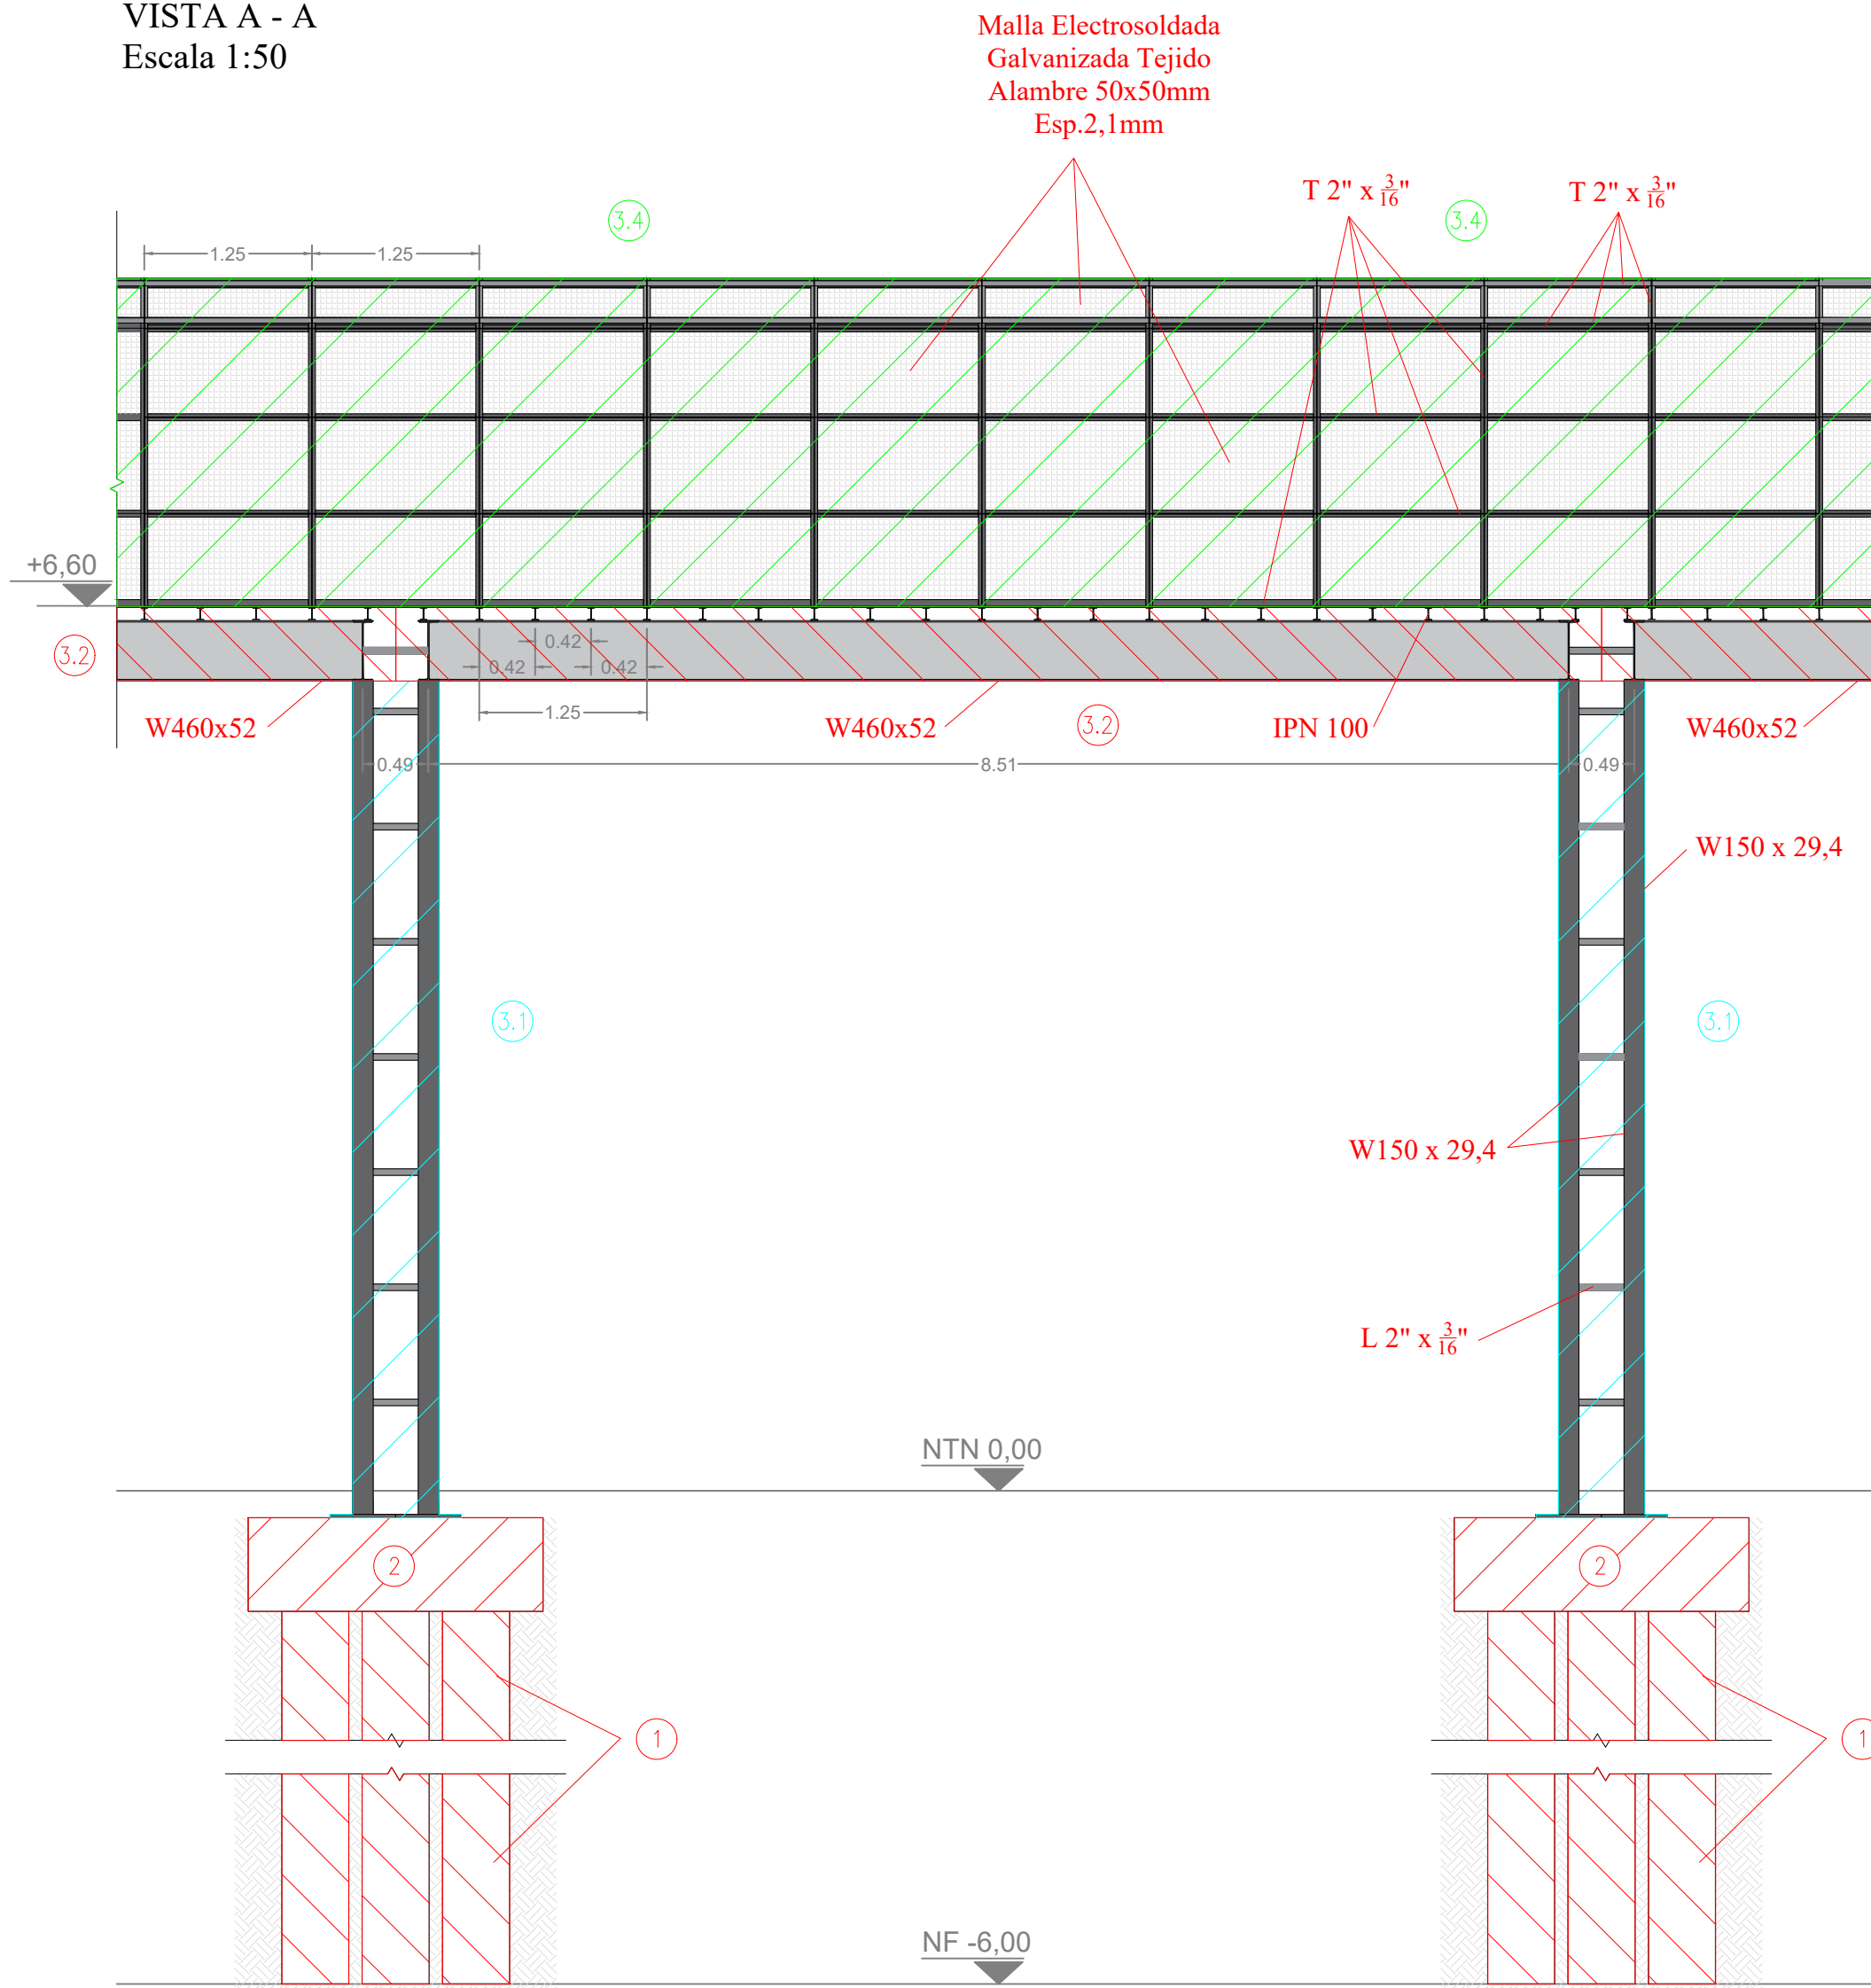 VISTA A - A
Escala 1:50
Malla Electrosoldada
Galvanizada Tejido
Alambre 50x50mm
Esp.2,1mm
T 2" x 3/16"
T 2" x 3/16"
3.4
3.4
1.25
1.25
+6,60
3.2
0.42
0.42
0.42
1.25
W460x52
W460x52
3.2
IPN 100
W460x52
0.49
8.51
0.49
W150 x 29,4
3.1
3.1
W150 x 29,4
L 2" x 3/16"
NTN 0,00
2
2
1
1
NF -6,00